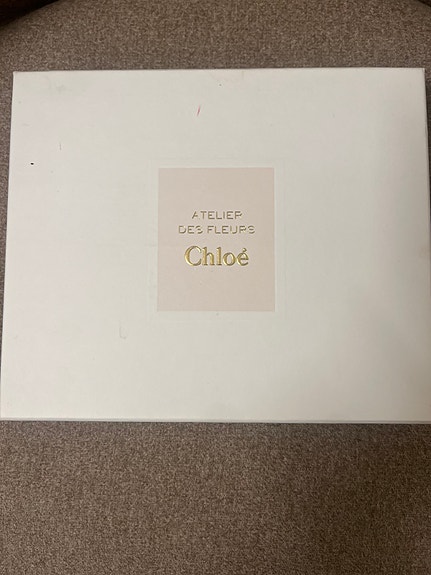 ATELIER
DES FLEURS
Chloé